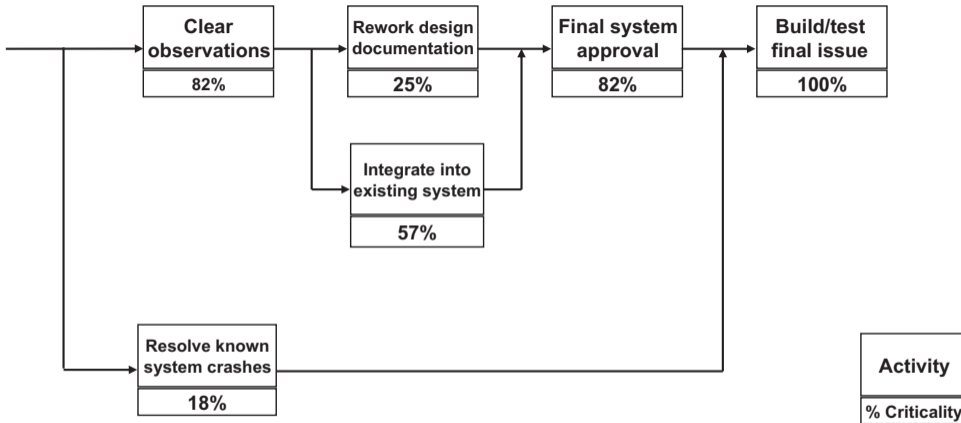 Clear
observations
82%
Rework design
documentation
25%
Final system
approval
82%
Build/test
final issue
100%
Integrate into
existing system
57%
Resolve known
system crashes
18%
Activity
% Criticality